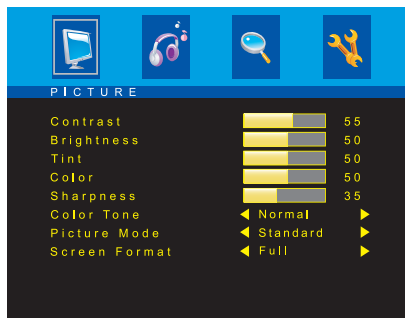 PICTURE
Contrast 55
Brightness 50
Tint 50
Color 50
Sharpness 35
Color Tone Normal
Picture Mode Standard
Screen Format Full